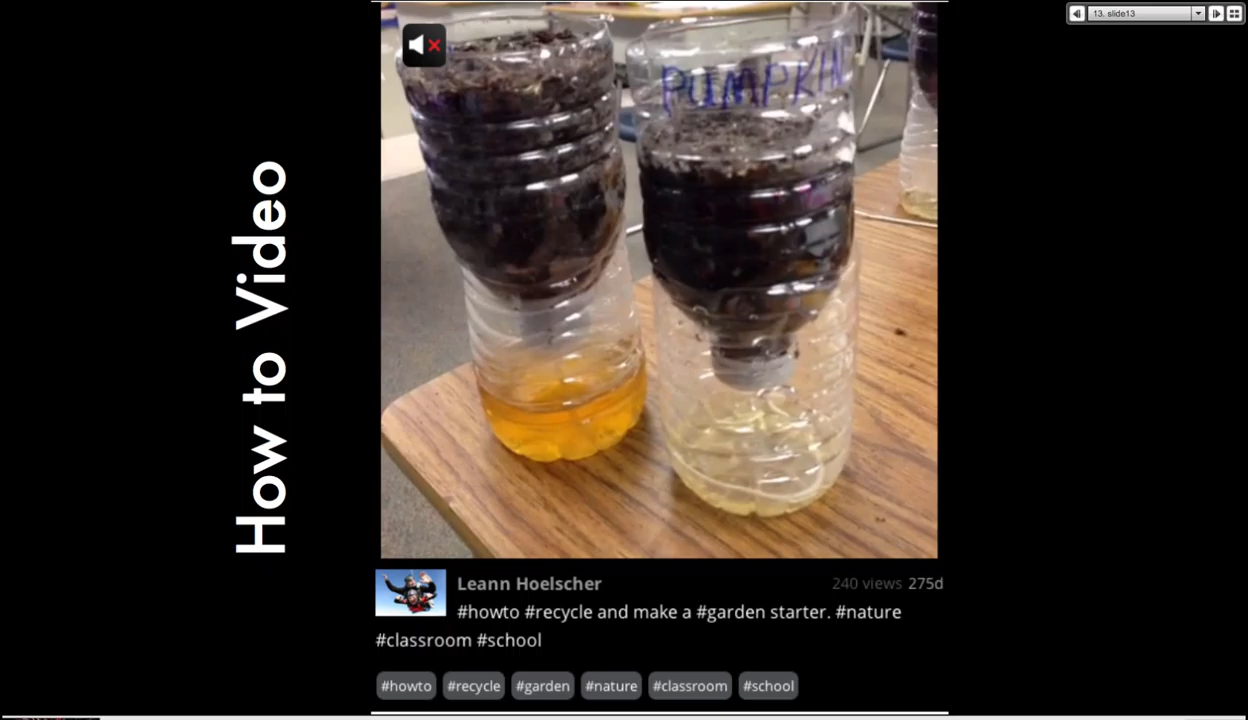 13. slide13
How to Video
PUMPKIN
Leann Hoelscher
240 views 275d
#howto #recycle and make a #garden starter. #nature
#classroom #school
#howto #recycle #garden #nature #classroom #school